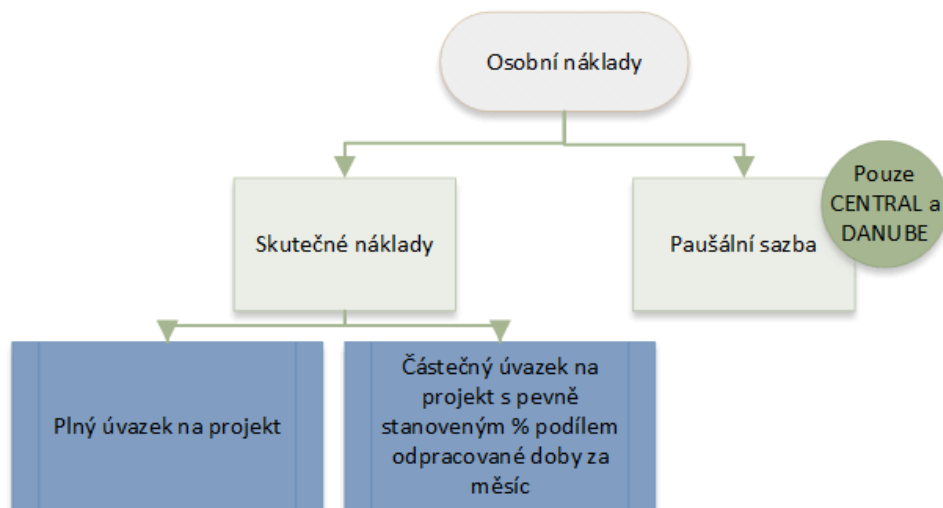 Osobní náklady
Pouze
CENTRAL a
DANUBE
Skutečné náklady
Paušální sazba
Plný úvazek na projekt
Částečný úvazek na
projekt s pevně
stanoveným % podílem
odpracované doby za
měsíc